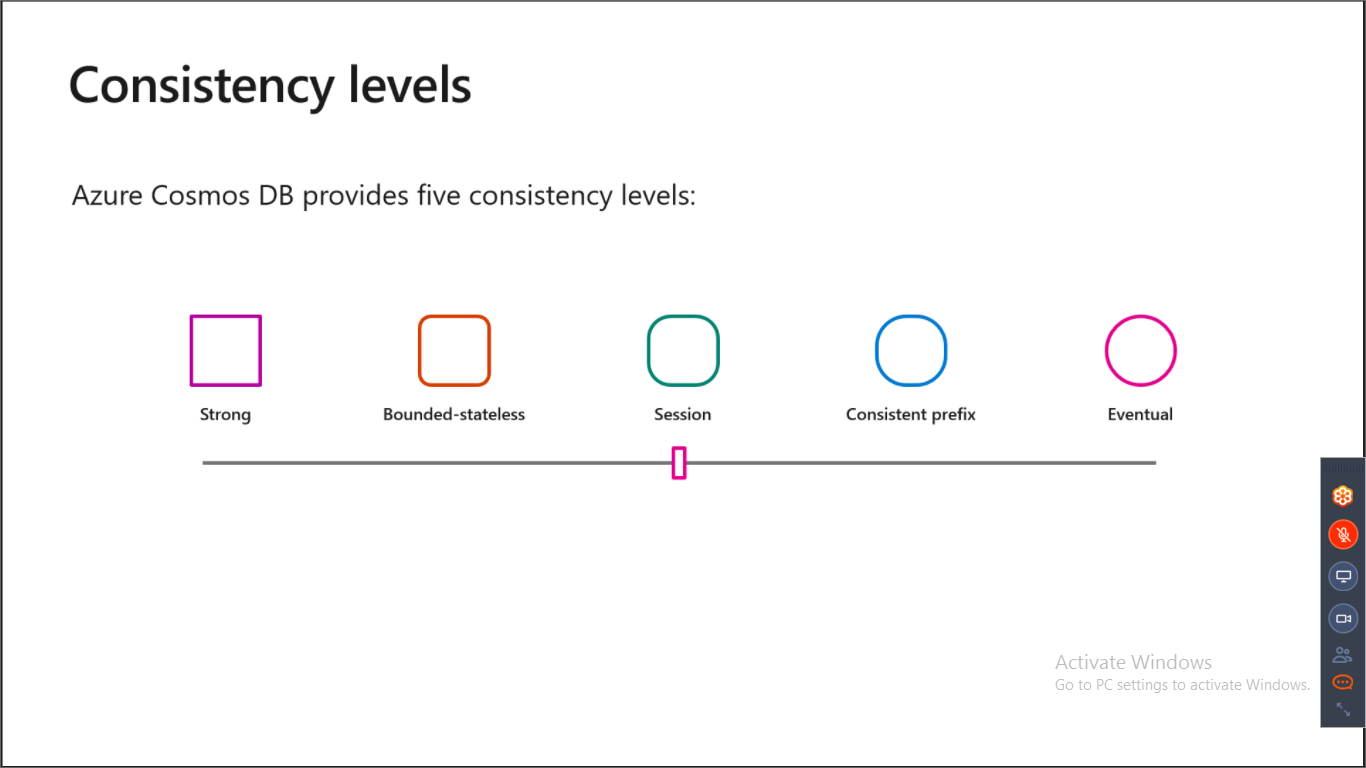 Consistency levels
Azure Cosmos DB provides five consistency levels:
Strong
Bounded-stateless
Session
Consistent prefix
Eventual
Activate Windows
Go to PC settings to activate Windows.